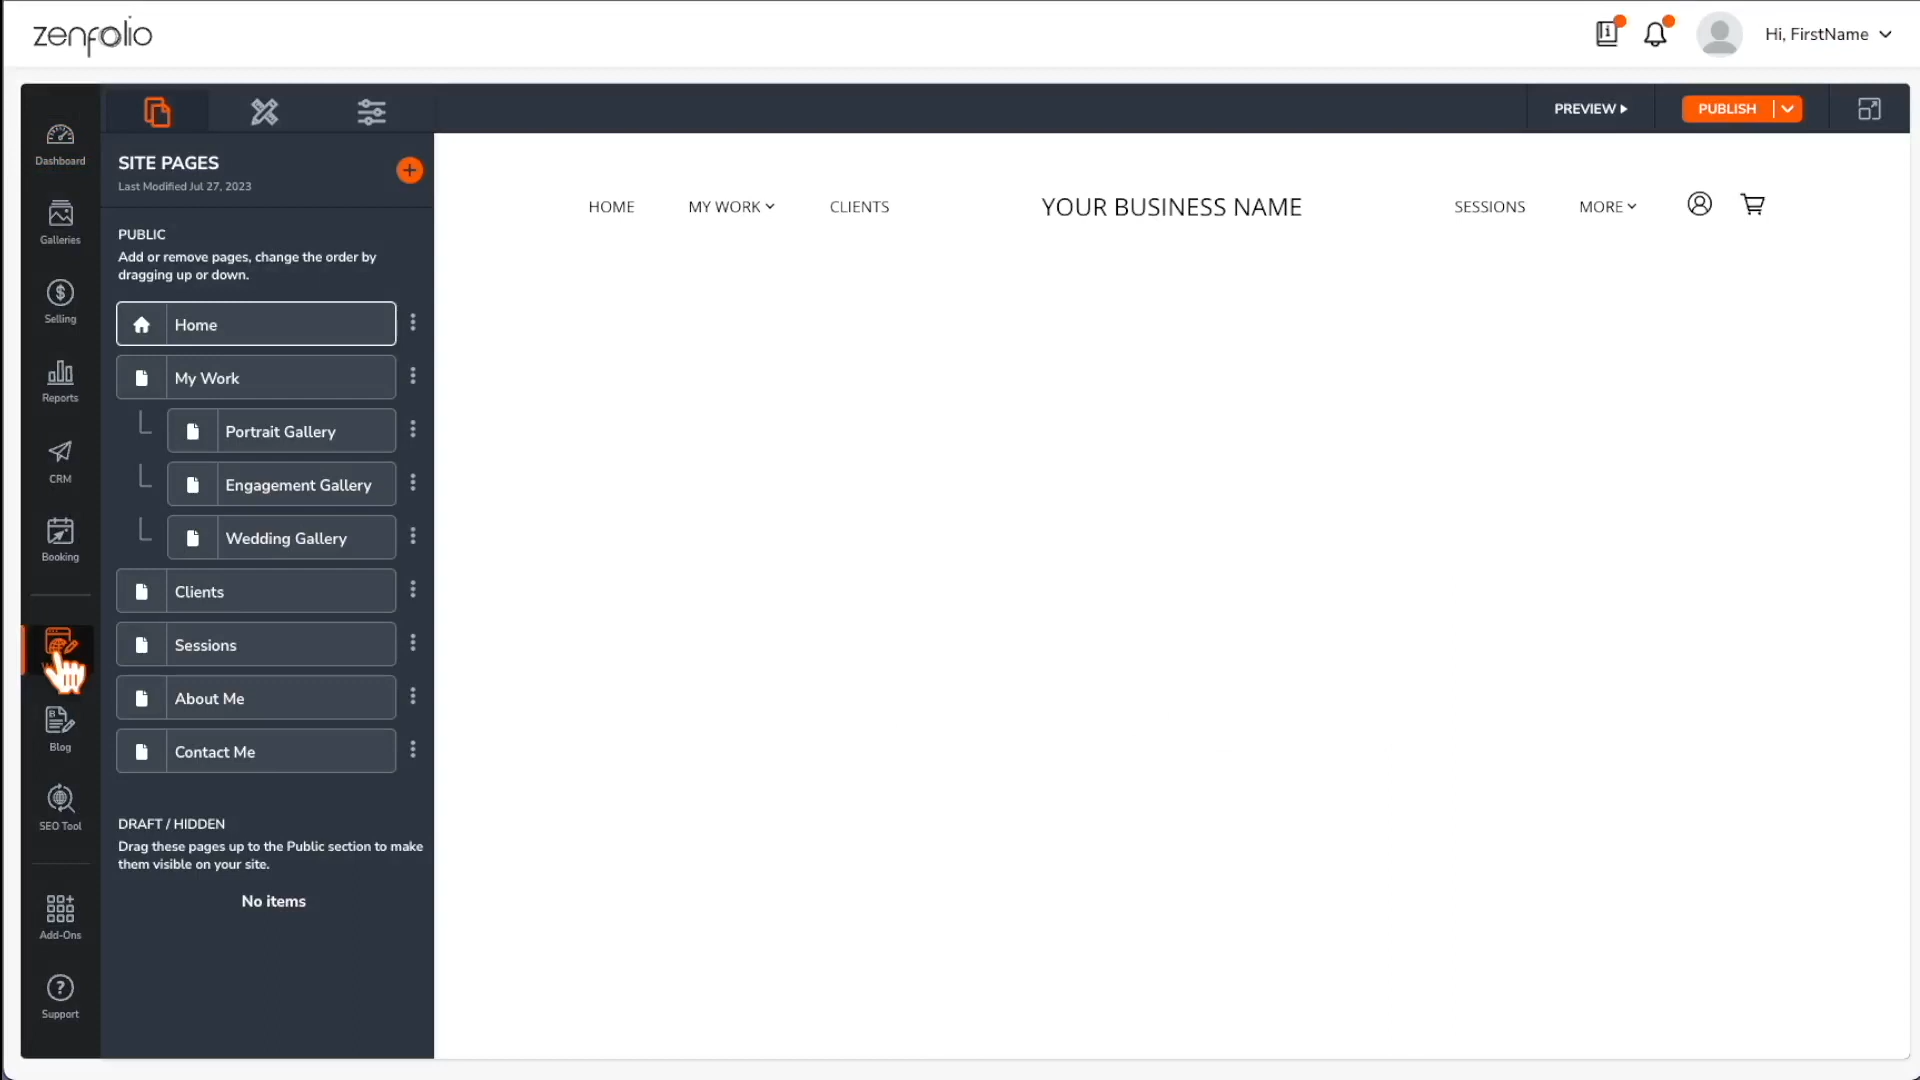 zenfolio
Hi, FirstName
PREVIEW
PUBLISH
Dashboard
Galleries
Selling
Reports
CRM
Booking
Blog
SEO Tool
Add-Ons
Support
SITE PAGES
Last Modified Jul 27, 2023
PUBLIC
Add or remove pages, change the order by
dragging up or down.
Home
My Work
Portrait Gallery
Engagement Gallery
Wedding Gallery
Clients
Sessions
About Me
Contact Me
DRAFT / HIDDEN
Drag these pages up to the Public section to make
them visible on your site.
No items
HOME
MY WORK
CLIENTS
YOUR BUSINESS NAME
SESSIONS
MORE